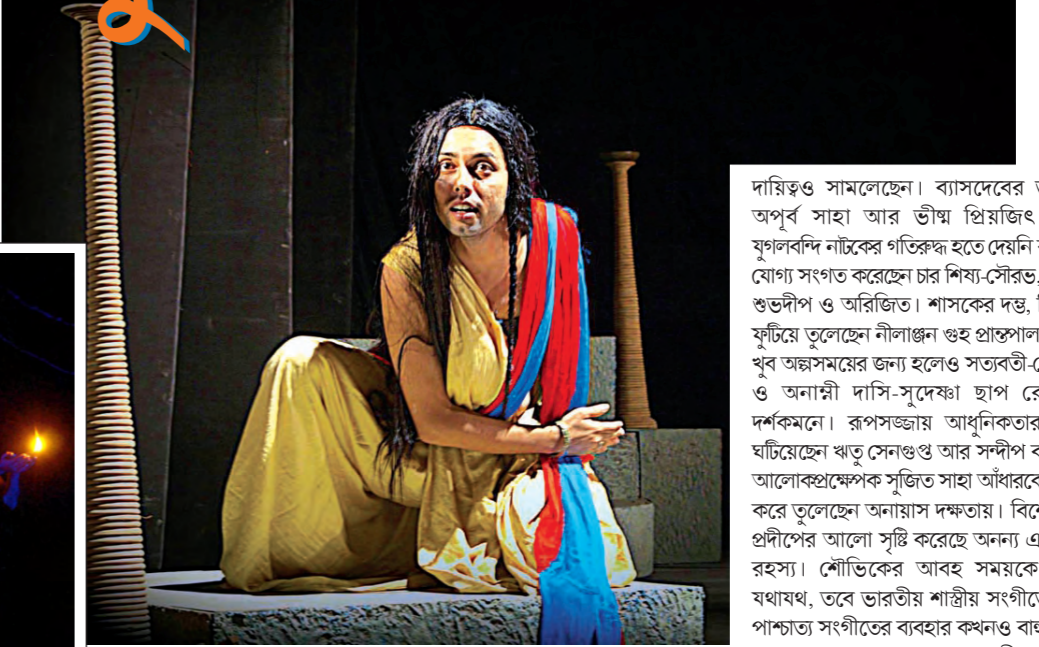 দায়িত্বও সামলেছেন। ব্যাসদেবের
অপূর্ব সাহা আর ভীষ্ম প্রিয়জিৎ
যুগলবন্দি নাটকের গতিরুদ্ধ হতে দেয়নি
যোগ্য সংগত করেছেন চার শিষ্য-সৌরভ,
শুভদীপ ও অরিজিত। শাসকের দম্ভ,
ফুটিয়ে তুলেছেন নীলাঞ্জন গুহ প্রান্তপাল
খুব অল্পসময়ের জন্য হলেও সত্যবতী-
ও অনাম্নী দাসি-সুদেষ্ণা ছাপ
দর্শকমনে। রূপসজ্জায় আধুনিকতার
ঘটিয়েছেন ঋতু সেনগুপ্ত আর সন্দীপ
আলোকপ্রক্ষেপক সুজিত সাহা আঁধারকে
করে তুলেছেন অনায়াস দক্ষতায়।
প্রদীপের আলো সৃষ্টি করেছে অনন্য
রহস্য। শৌভিকের আবহ সময়কে
যথাযথ, তবে ভারতীয় শাস্ত্রীয়
পাশ্চাত্য সংগীতের ব্যবহার কখনও